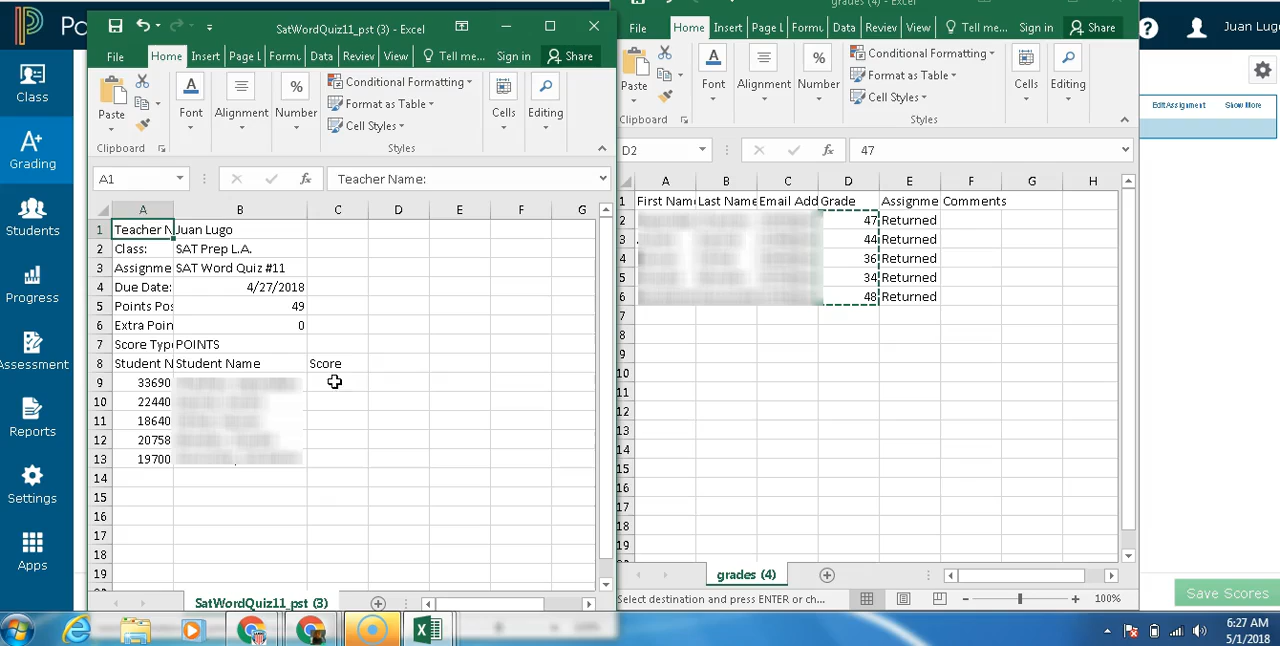 Po
Class
Grading
Students
Progress
Assessment
Reports
Settings
Apps
SatWordQuiz11_pst (3) - Excel
File Home Insert Page L Formu Data Review View Tell me... Sign in Share
Paste
Clipboard
Font
Alignment
Number
Conditional Formatting
Format as Table
Cell Styles
Styles
Cells
Editing
A1 fx Teacher Name:
A B C D E F G
1 Teacher N Juan Lugo
2 Class: SAT Prep L.A.
3 Assignme SAT Word Quiz #11
4 Due Date: 4/27/2018
5 Points Pos 49
6 Extra Poin 0
7 Score Typ POINTS
8 Student N Student Name Score
9 33690
10 22440
11 18640
12 20758
13 19700
14
15
16
17
18
19
SatWordQuiz11_pst (3)
grades (4) - Excel
File Home Insert Page L Formu Data Review View Tell me... Sign in Share
Paste
Clipboard
Font
Alignment
Number
Conditional Formatting
Format as Table
Cell Styles
Styles
Cells
Editing
D2 fx 47
A B C D E F G H
1 First Nam Last Name Email Add Grade Assignme Comments
2 47 Returned
3 44 Returned
4 36 Returned
5 34 Returned
6 48 Returned
7
8
9
10
11
12
13
14
15
16
17
18
19
grades (4)
Select destination and press ENTER or ch... 100%
Juan Lugo
Edit Assignment Show More
Save Scores
6:27 AM
5/1/2018